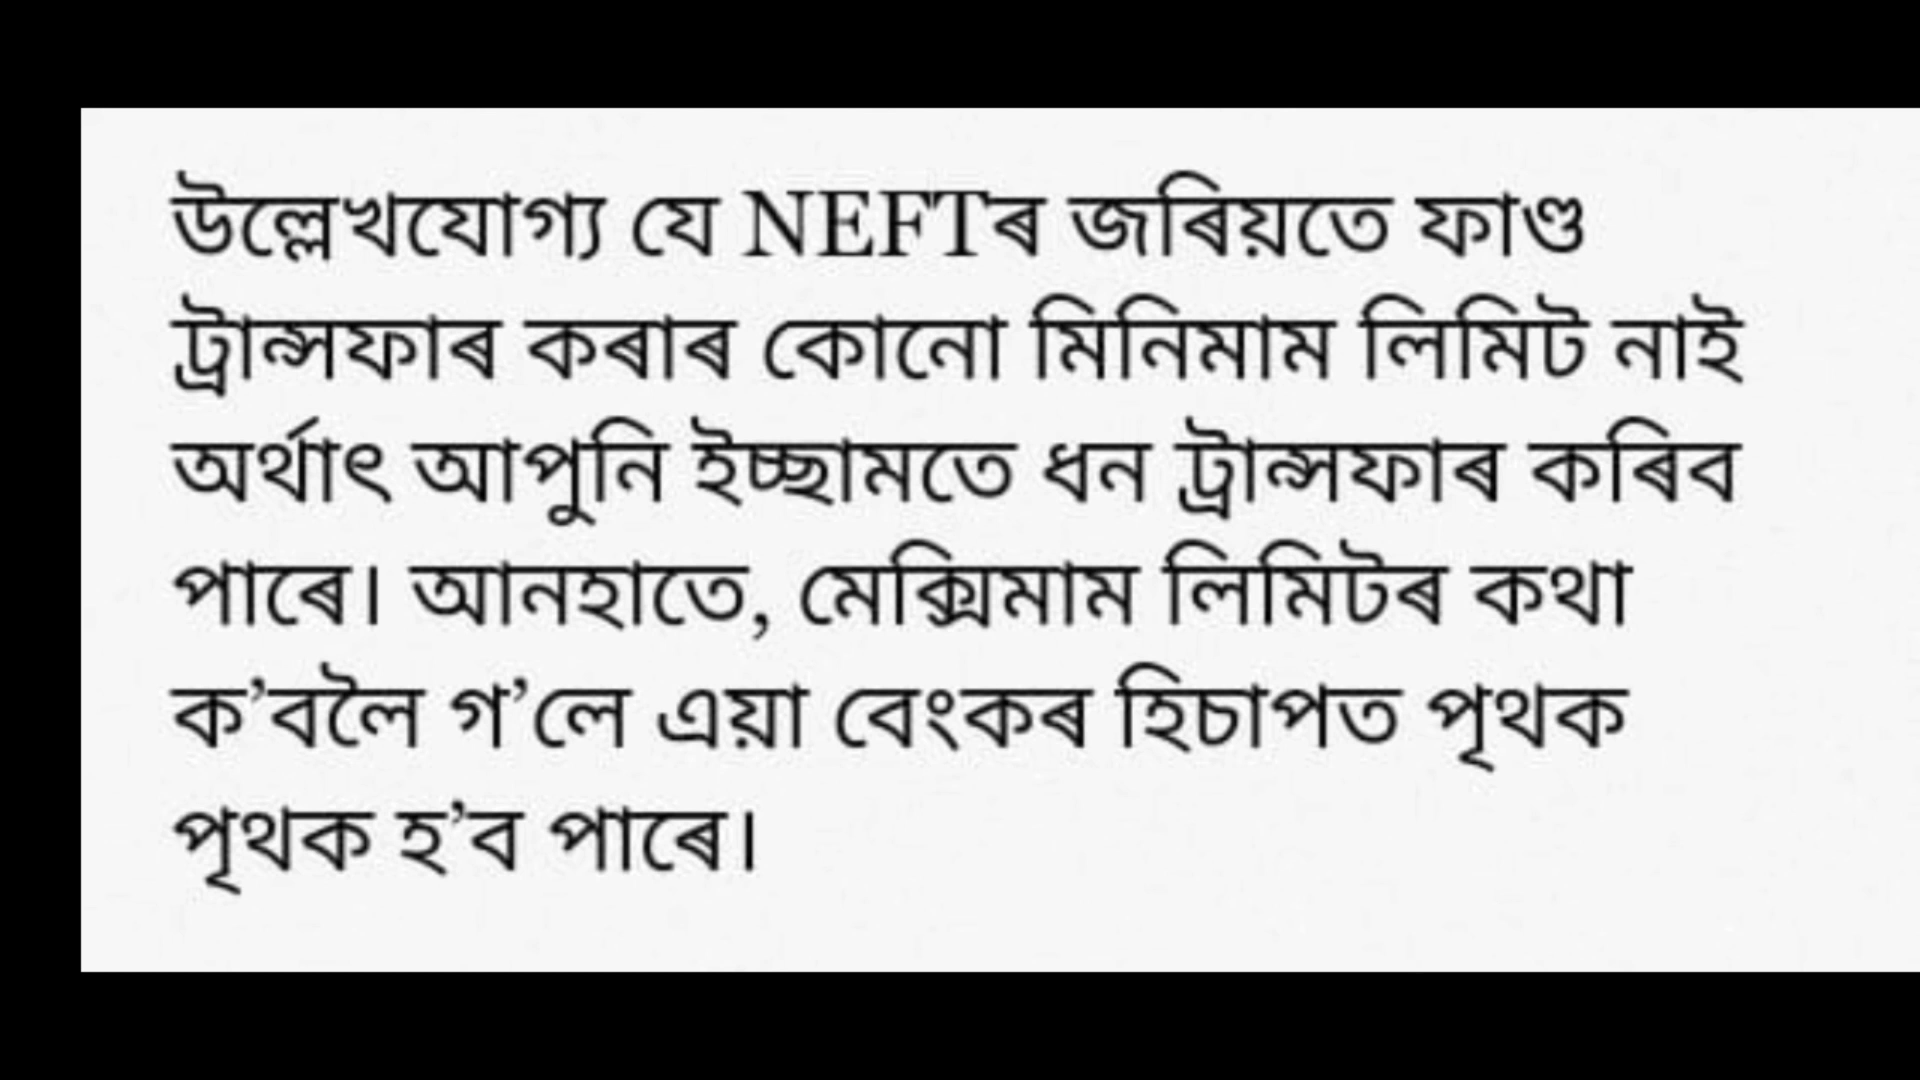 উল্লেখযোগ্য যে NEFTৰ জৰিয়তে ফাণ্ড
ট্ৰান্সফাৰ কৰাৰ কোনো মিনিমাম লিমিট নাই
অৰ্থাৎ আপুনি ইচ্ছামতে ধন ট্ৰান্সফাৰ কৰিব
পাৰে। আনহাতে, মেক্সিমাম লিমিটৰ কথা
ক’বলৈ গ’লে এয়া বেংকৰ হিচাপত পৃথক
পৃথক হ’ব পাৰে।